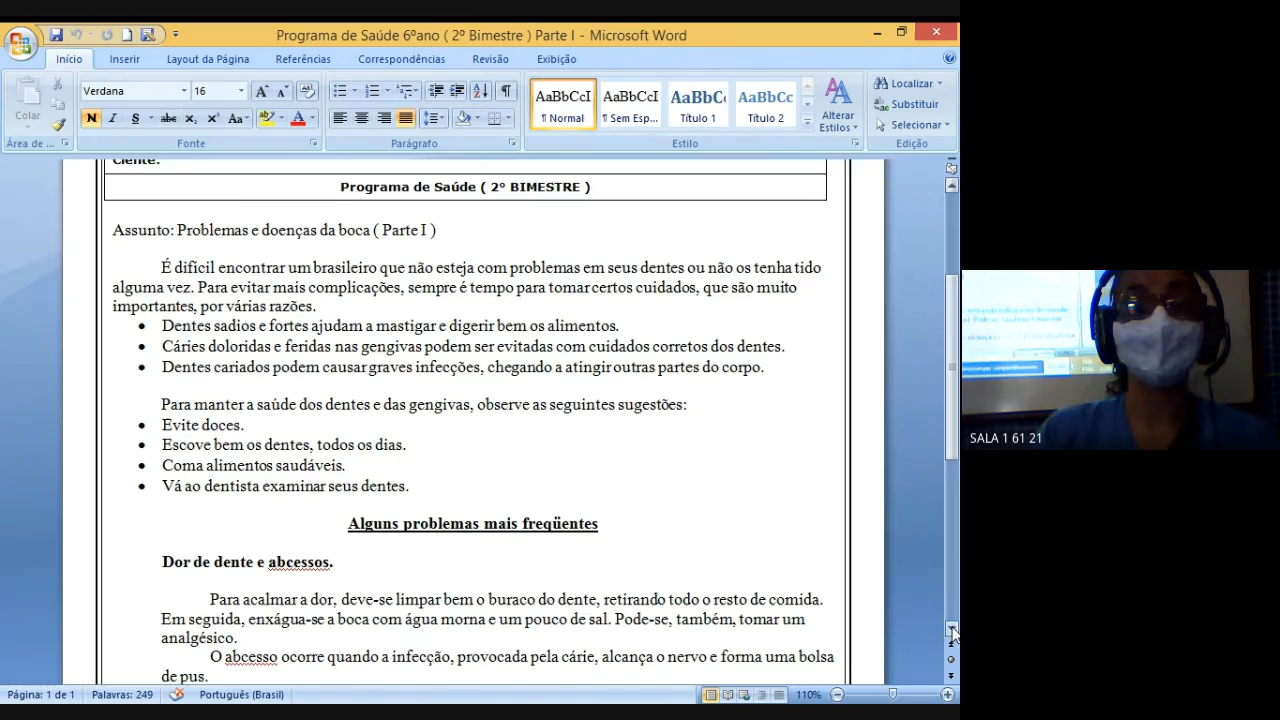 Programa de Saúde 6ºano ( 2º Bimestre ) Parte I - Microsoft Word
Início Inserir Layout da Página Referências Correspondências Revisão Exibição
Verdana 16
AaBbCcI AaBbCcI AaBbC AaBbCc
Localizar
Substituir
Selecionar
Colar
¶ Normal ¶ Sem Esp... Título 1 Título 2
Alterar Estilos
Área de ... Fonte Parágrafo Estilo Edição
Ciente:
Programa de Saúde ( 2º BIMESTRE )
Assunto: Problemas e doenças da boca ( Parte I )
É difícil encontrar um brasileiro que não esteja com problemas em seus dentes ou não os tenha tido
alguma vez. Para evitar mais complicações, sempre é tempo para tomar certos cuidados, que são muito
importantes, por várias razões.
• Dentes sadios e fortes ajudam a mastigar e digerir bem os alimentos.
• Cáries doloridas e feridas nas gengivas podem ser evitadas com cuidados corretos dos dentes.
• Dentes cariados podem causar graves infecções, chegando a atingir outras partes do corpo.
Para manter a saúde dos dentes e das gengivas, observe as seguintes sugestões:
• Evite doces.
• Escove bem os dentes, todos os dias.
• Coma alimentos saudáveis.
• Vá ao dentista examinar seus dentes.
Alguns problemas mais freqüentes
Dor de dente e abcessos.
Para acalmar a dor, deve-se limpar bem o buraco do dente, retirando todo o resto de comida.
Em seguida, enxágua-se a boca com água morna e um pouco de sal. Pode-se, também, tomar um
analgésico.
O abcesso ocorre quando a infecção, provocada pela cárie, alcança o nervo e forma uma bolsa
de pus.
Página: 1 de 1 Palavras: 249 Português (Brasil) 110%
SALA 1 61 21